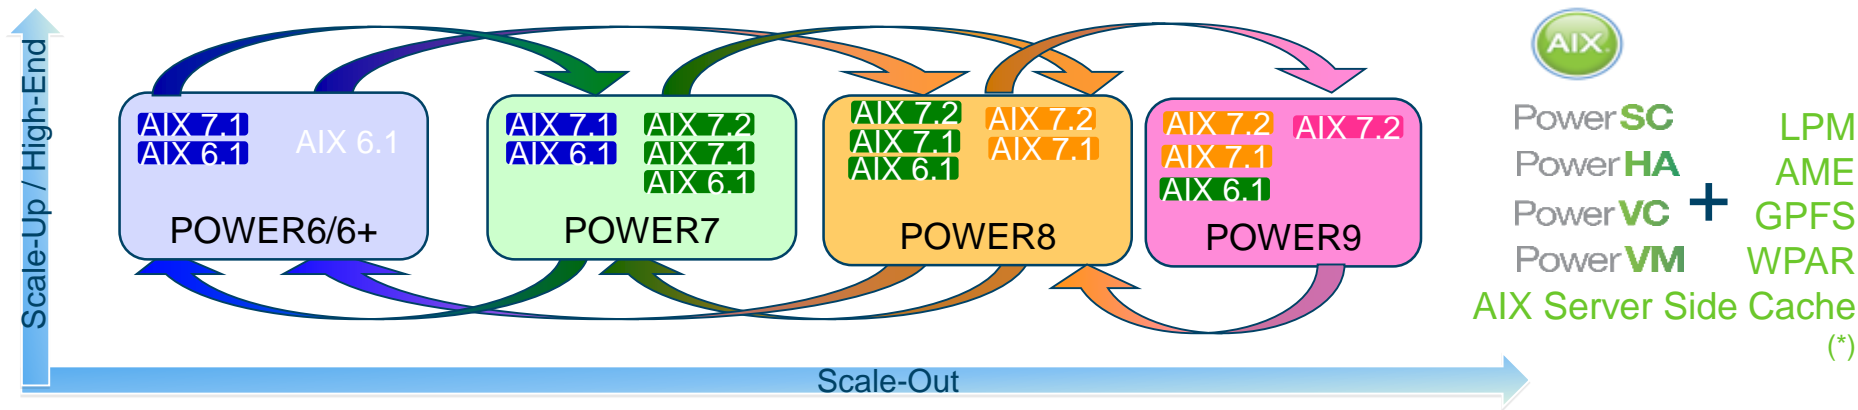 Scale-Up / High-End
AIX 7.1
AIX 6.1
AIX 6.1
POWER6/6+
AIX 7.1
AIX 6.1
AIX 7.2
AIX 7.1
AIX 6.1
POWER7
AIX 7.2
AIX 7.1
AIX 6.1
AIX 7.2
AIX 7.1
POWER8
AIX 7.2
AIX 7.1
AIX 6.1
AIX 7.2
POWER9
AIX
PowerSC
PowerHA
PowerVC
PowerVM
+
LPM
AME
GPFS
WPAR
AIX Server Side Cache
(*)
Scale-Out